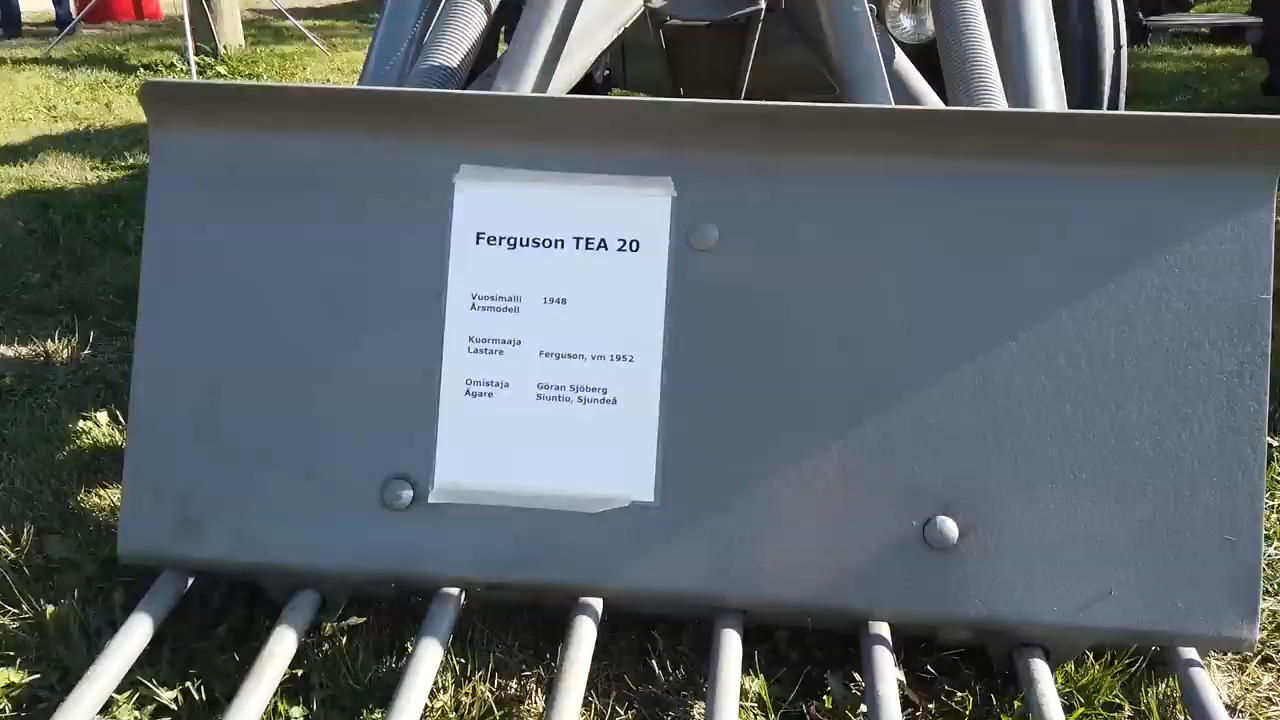 Ferguson TEA 20
Vuosimalli 1948
Årsmodell
Kuormaaja
Lastare Ferguson, vm 1952
Omistaja Göran Sjöberg
Ägare Siuntio, Sjundeå